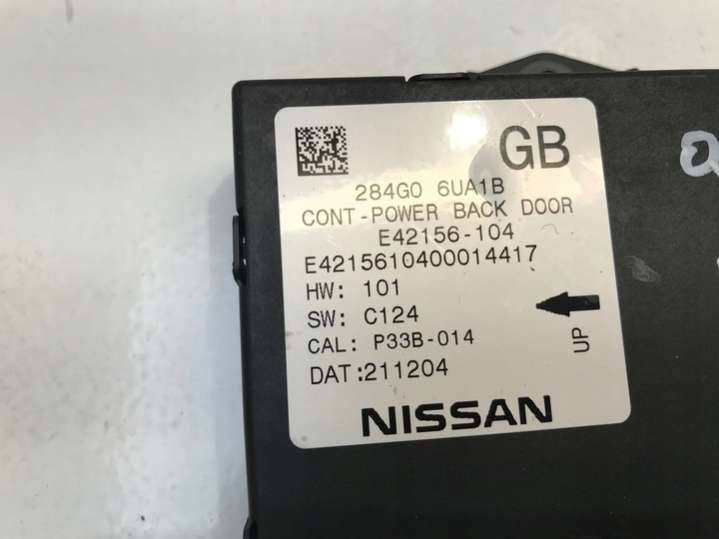 GB
284G0 6UA1B
CONT-POWER BACK DOOR
E42156-104
E4215610400014417
HW: 101
SW: C124
CAL: P33B-014
DAT:211204
UP
NISSAN